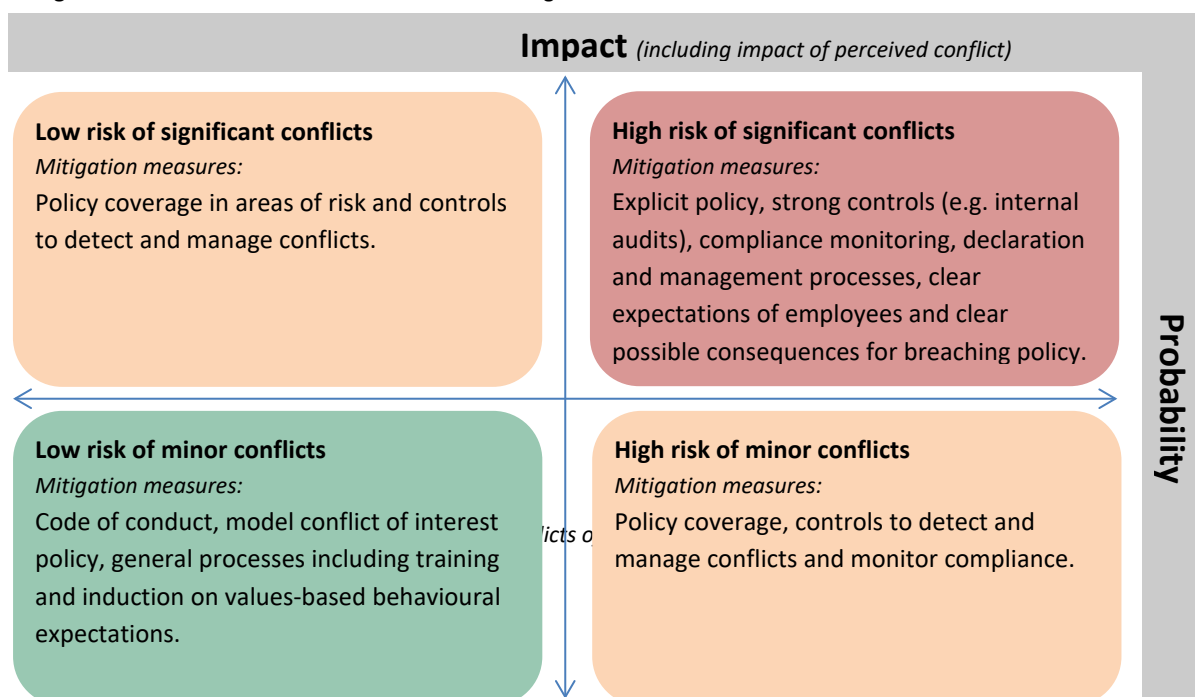 Impact (including impact of perceived conflict)
Low risk of significant conflicts
Mitigation measures:
Policy coverage in areas of risk and controls
to detect and manage conflicts.
High risk of significant conflicts
Mitigation measures:
Explicit policy, strong controls (e.g. internal
audits), compliance monitoring, declaration
and management processes, clear
expectations of employees and clear
possible consequences for breaching policy.
Probability
Low risk of minor conflicts
Mitigation measures:
Code of conduct, model conflict of interest
policy, general processes including training
and induction on values-based behavioural
expectations.
licts o
High risk of minor conflicts
Mitigation measures:
Policy coverage, controls to detect and
manage conflicts and monitor compliance.